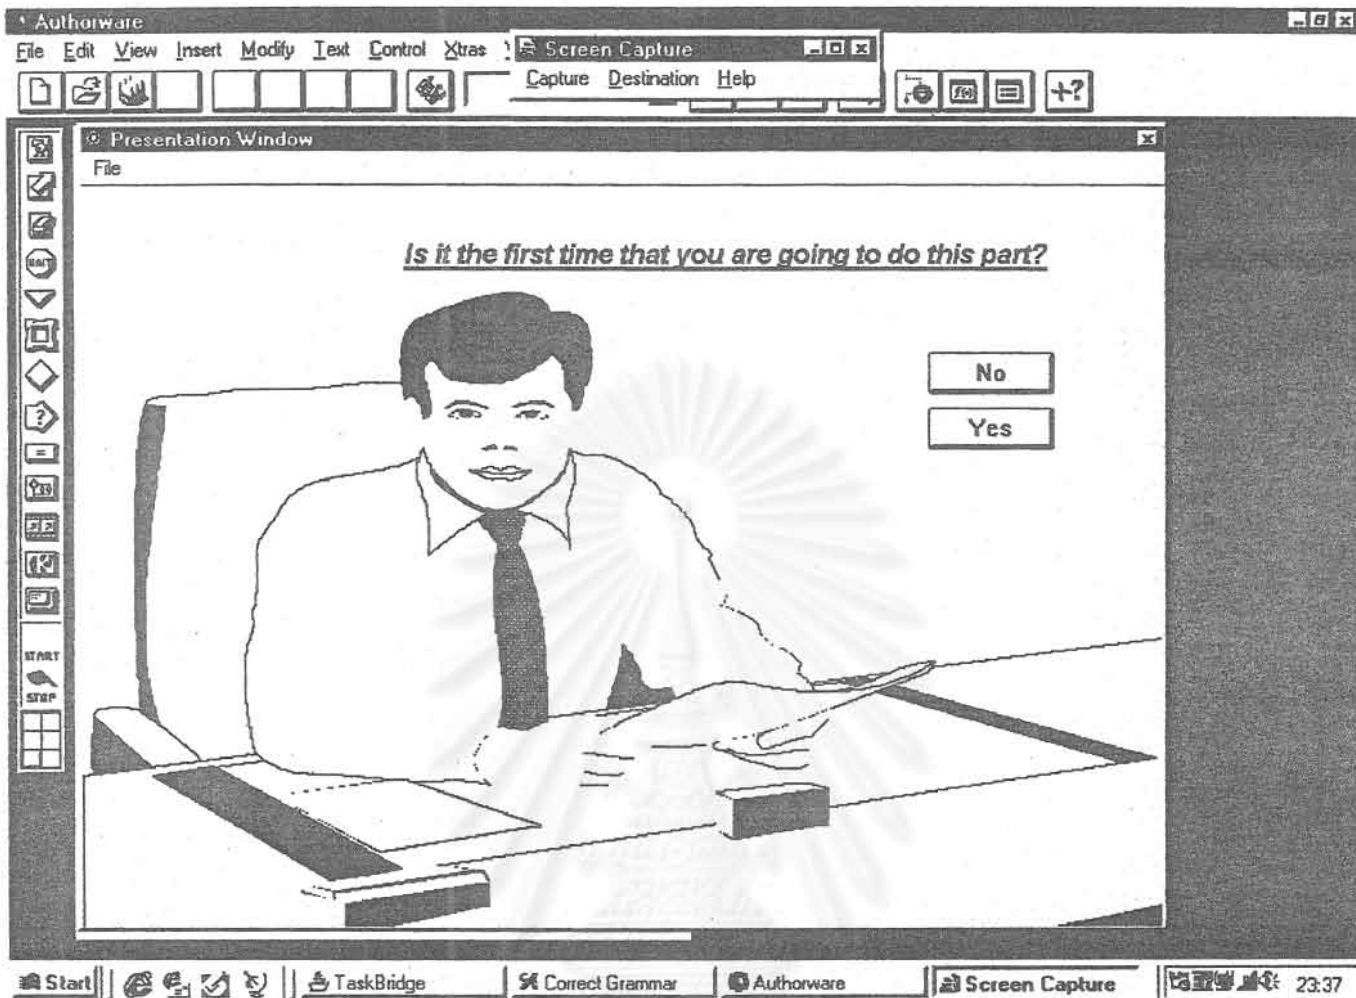 Authorware
File Edit View Insert Modify Text Control Xtras
Screen Capture
Capture Destination Help
Presentation Window
File
Is it the first time that you are going to do this part?
No
Yes
WAIT
START
STOP
Start TaskBridge Correct Grammar Authorware Screen Capture 23:37